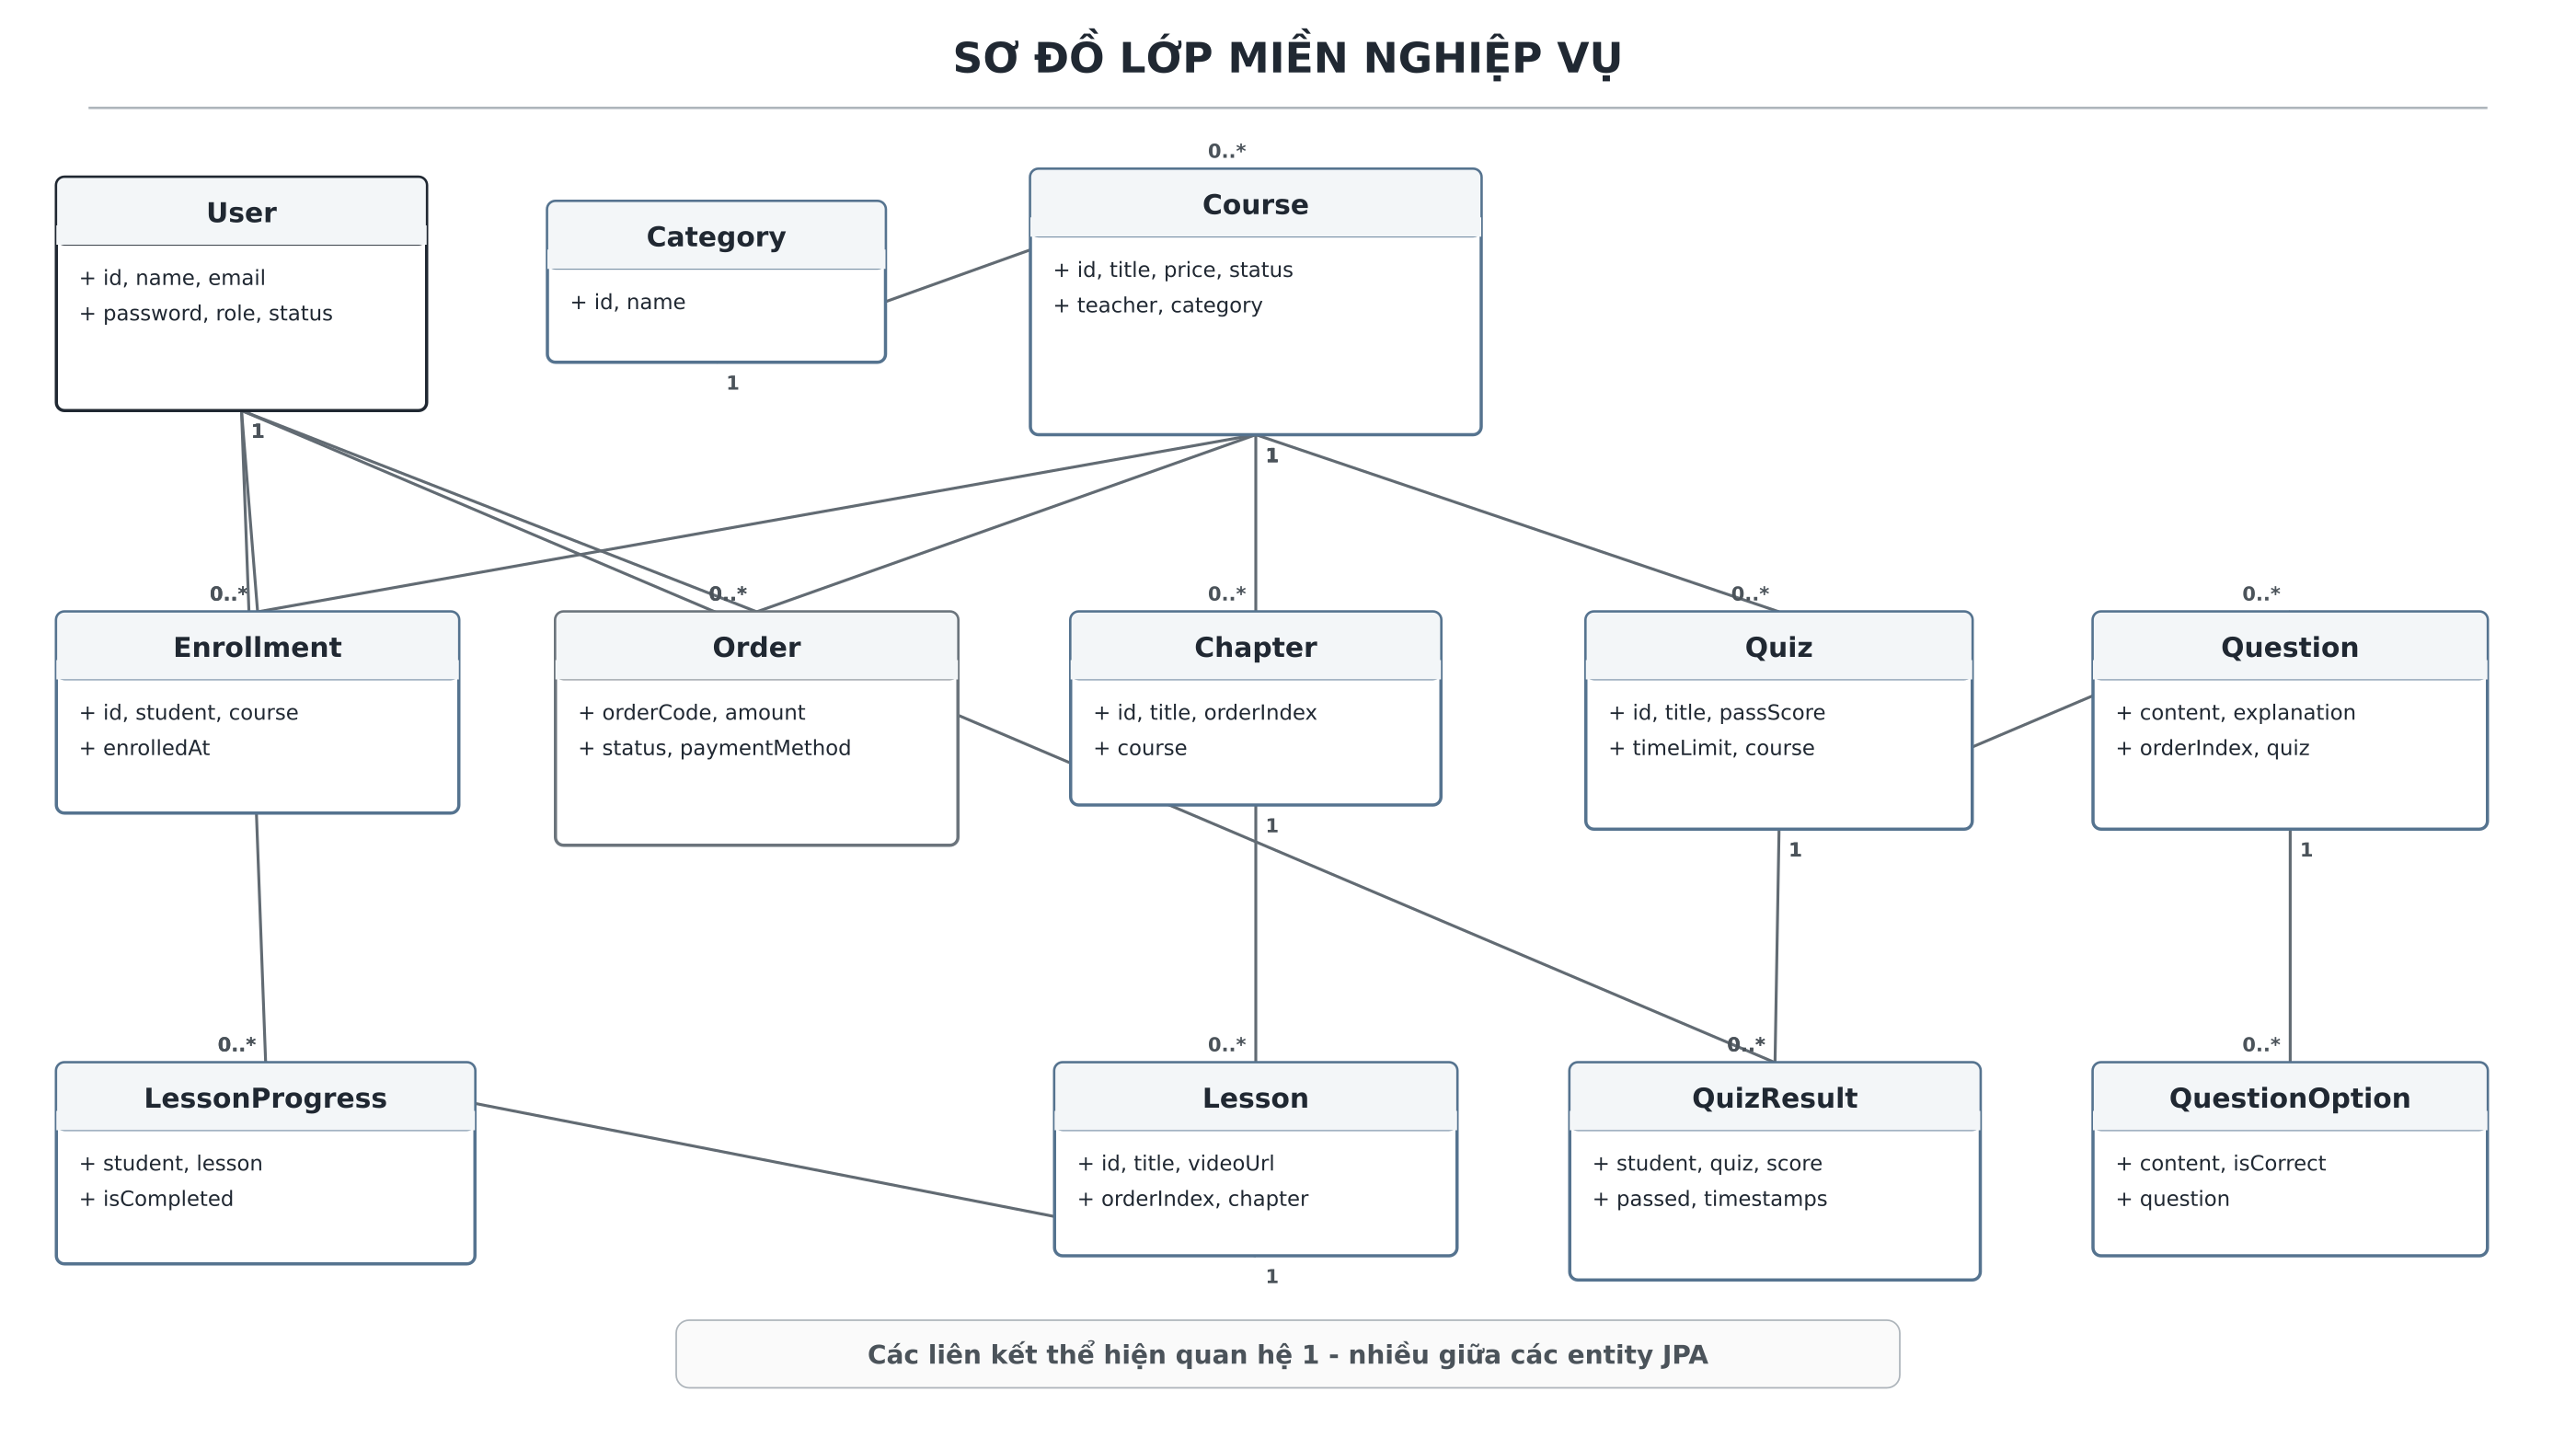 SƠ ĐỒ LỚP MIỀN NGHIỆP VỤ
User
+ id, name, email
+ password, role, status
1
Category
+ id, name
1
0..*
Course
+ id, title, price, status
+ teacher, category
1
0..*
Enrollment
+ id, student, course
+ enrolledAt
0..*
Order
+ orderCode, amount
+ status, paymentMethod
0..*
Chapter
+ id, title, orderIndex
+ course
1
0..*
Quiz
+ id, title, passScore
+ timeLimit, course
1
0..*
Question
+ content, explanation
+ orderIndex, quiz
1
0..*
LessonProgress
+ student, lesson
+ isCompleted
0..*
Lesson
+ id, title, videoUrl
+ orderIndex, chapter
1
0..*
QuizResult
+ student, quiz, score
+ passed, timestamps
0..*
QuestionOption
+ content, isCorrect
+ question
Các liên kết thể hiện quan hệ 1 - nhiều giữa các entity JPA